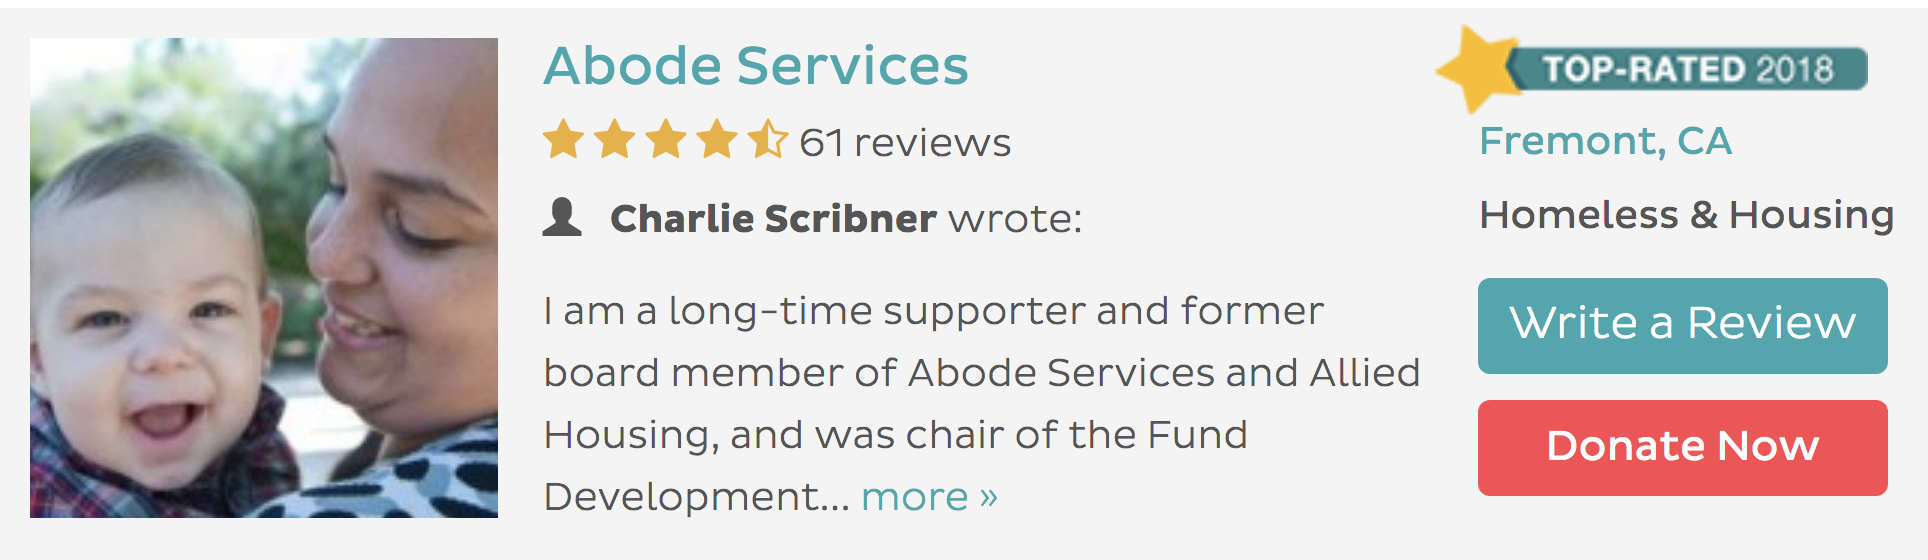 Abode Services
61 reviews
Charlie Scribner wrote:
I am a long-time supporter and former
board member of Abode Services and Allied
Housing, and was chair of the Fund
Development... more »
TOP-RATED 2018
Fremont, CA
Homeless & Housing
Write a Review
Donate Now